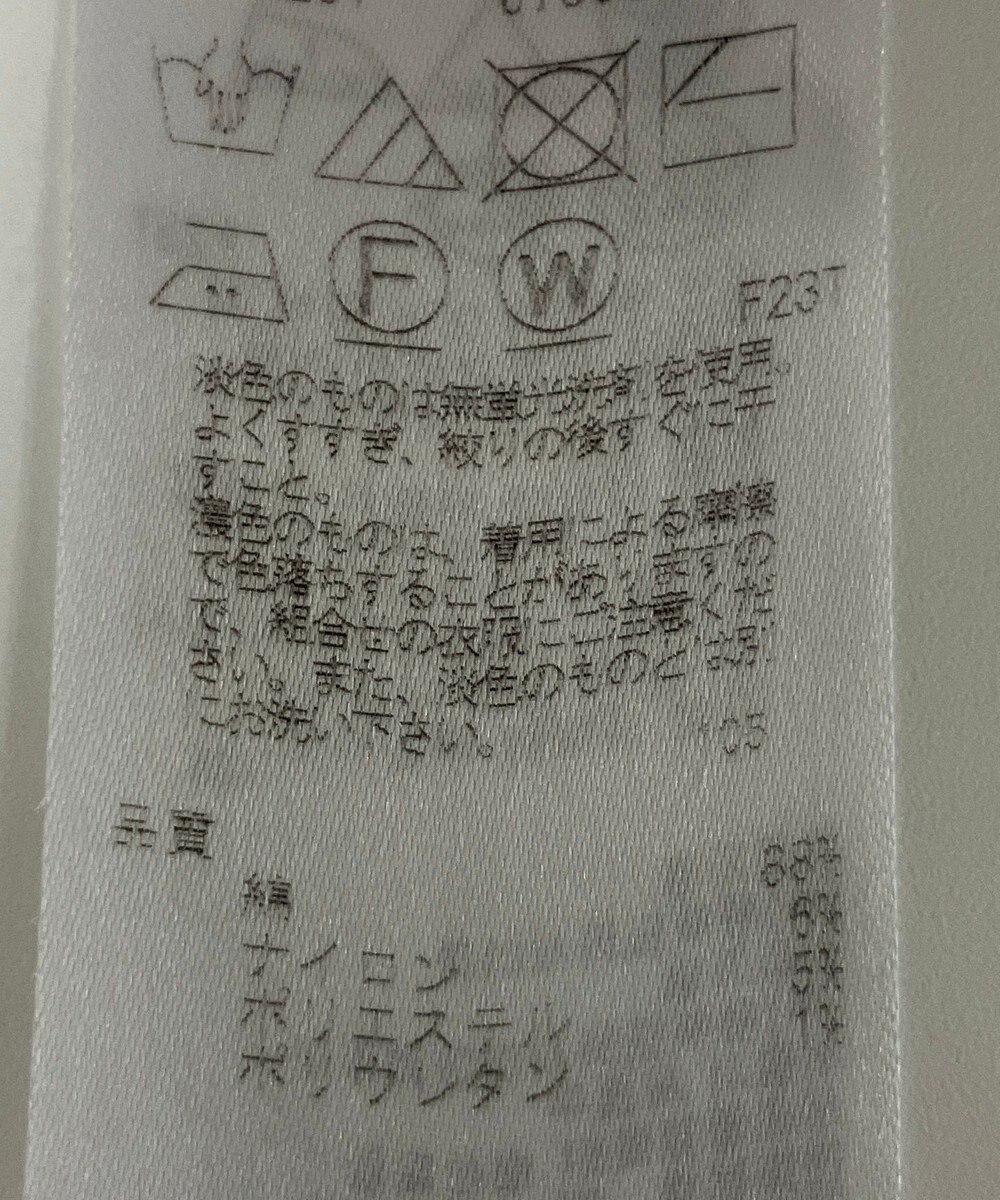 F
W
F23T
淡色のものは無蛍光洗剤を使用。
よくすすぎ、絞りの後すぐに干
すこと。
濃色のものは、着用による摩擦
で色落ちすることがありますの
で、組合せの衣服にご注意くだ
さい。また、淡色のものとは別
にお洗い下さい。
105
品質
綿
ナイロン 6%
ポリエステル 5%
ポリウレタン 1%